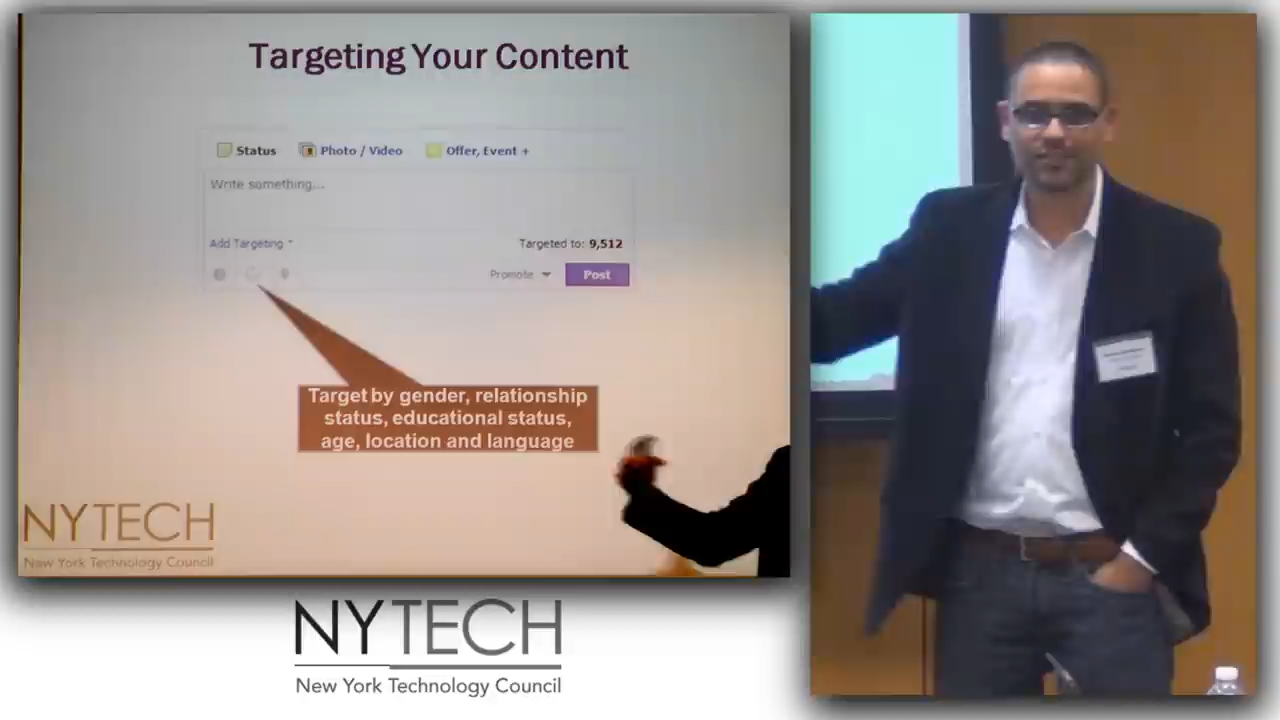 Targeting Your Content
Status Photo / Video Offer, Event +
Write something...
Add Targeting Targeted to: 9,512
Promote Post
Target by gender, relationship
status, educational status,
age, location and language
NYTECH
New York Technology Council
NYTECH
New York Technology Council